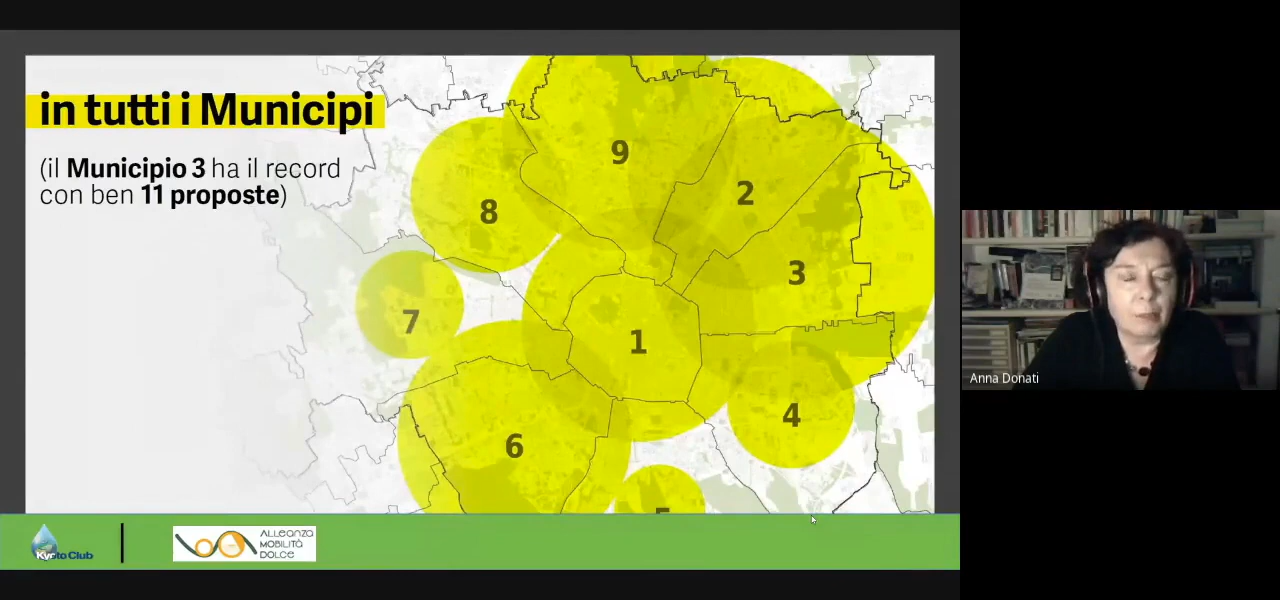 in tutti i Municipi
(il Municipio 3 ha il record
con ben 11 proposte)
9
2
8
3
7
1
4
6
5
Anna Donati
Kyoto Club
ALLEANZA
MOBILITÀ
DOLCE